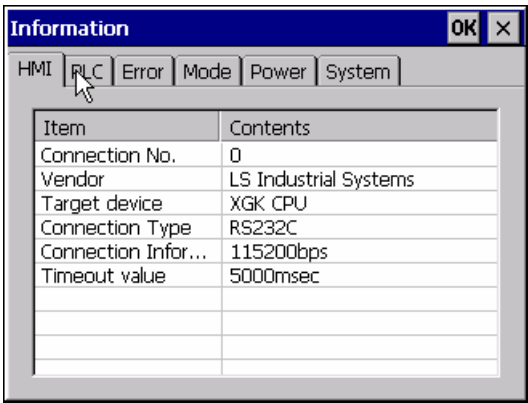 Information OK ×
HMI PLC Error Mode Power System
Item Contents
Connection No. 0
Vendor LS Industrial Systems
Target device XGK CPU
Connection Type RS232C
Connection Infor... 115200bps
Timeout value 5000msec